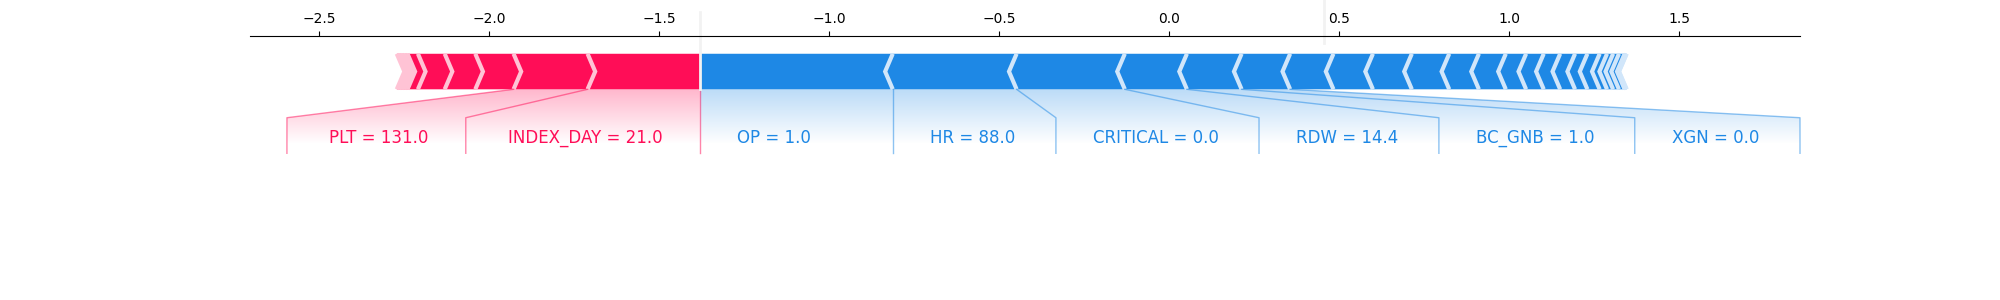 −2.5 −2.0 −1.5 −1.0 −0.5 0.0 0.5 1.0 1.5
PLT = 131.0 INDEX_DAY = 21.0 OP = 1.0 HR = 88.0 CRITICAL = 0.0 RDW = 14.4 BC_GNB = 1.0 XGN = 0.0